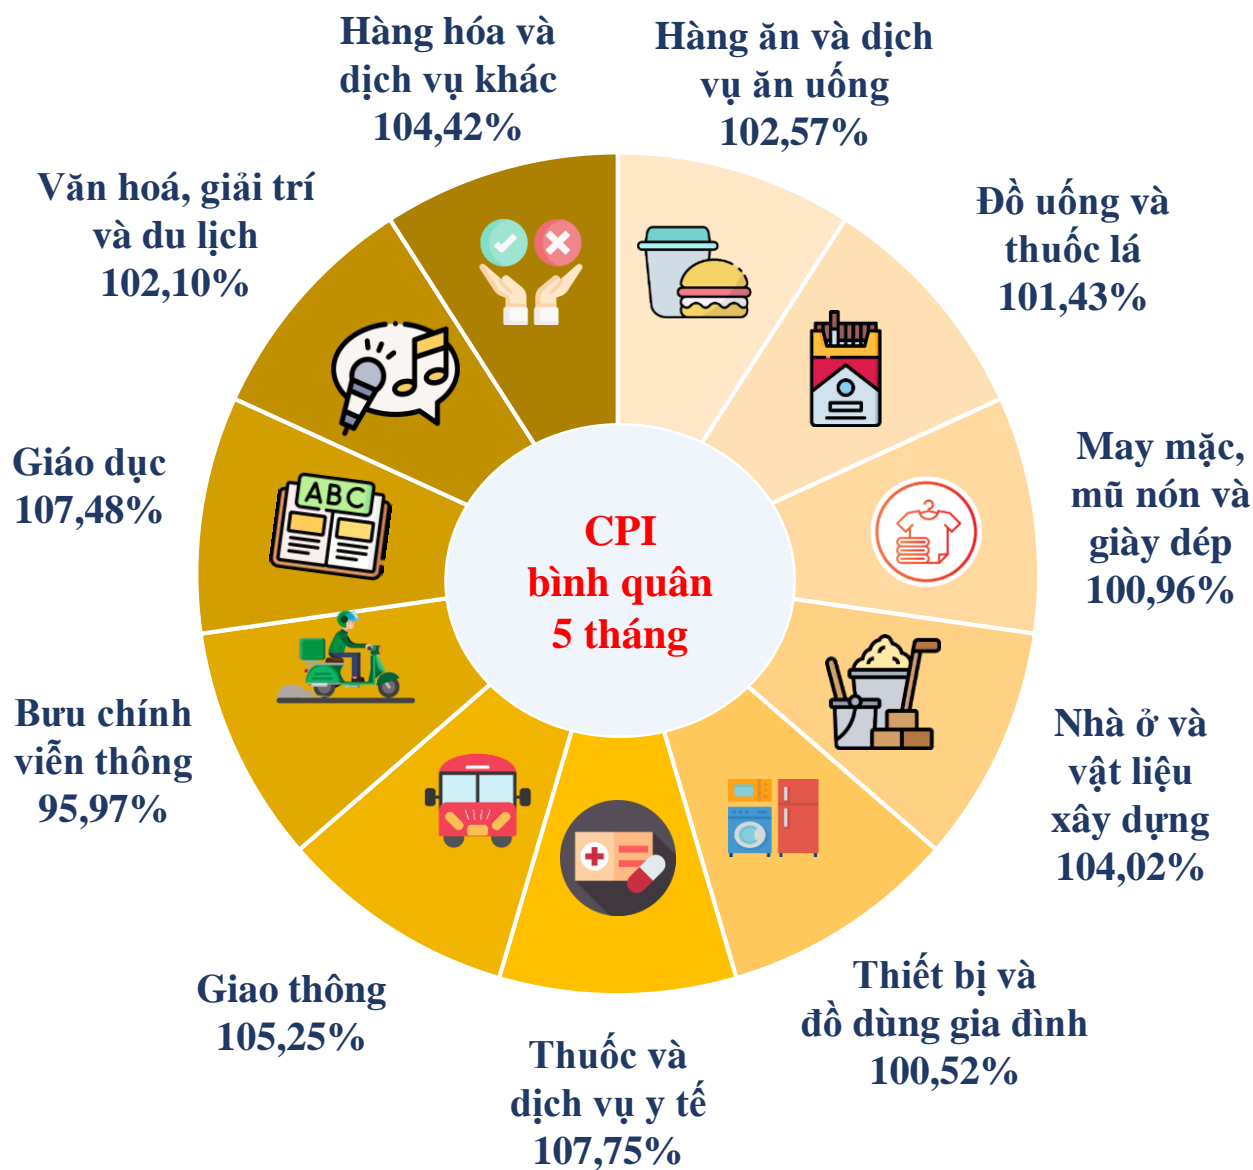 Hàng hóa và
dịch vụ khác
104,42%
Hàng ăn và dịch
vụ ăn uống
102,57%
Văn hoá, giải trí
và du lịch
102,10%
Đồ uống và
thuốc lá
101,43%
Giáo dục
107,48%
ABC
CPI
bình quân
5 tháng
May mặc,
mũ nón và
giày dép
100,96%
Bưu chính
viễn thông
95,97%
Nhà ở và
vật liệu
xây dựng
104,02%
Giao thông
105,25%
Thuốc và
dịch vụ y tế
107,75%
Thiết bị và
đồ dùng gia đình
100,52%